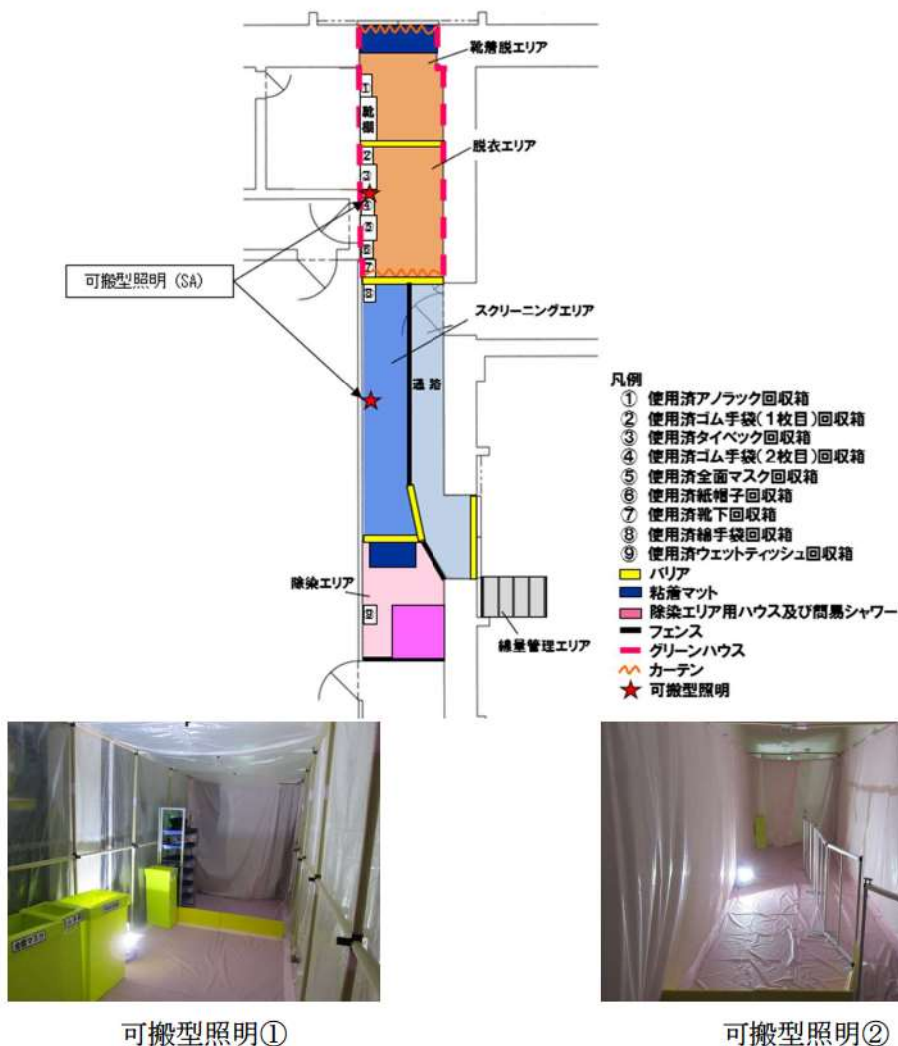 靴着脱エリア
①
靴棚
②
脱衣エリア
③
④
⑤
⑥
⑦
可搬型照明(SA)
⑧
スクリーニングエリア
通路
除染エリア
⑨
線量管理エリア
凡例
① 使用済アノラック回収箱
② 使用済ゴム手袋(1枚目)回収箱
③ 使用済タイベック回収箱
④ 使用済ゴム手袋(2枚目)回収箱
⑤ 使用済全面マスク回収箱
⑥ 使用済紙帽子回収箱
⑦ 使用済靴下回収箱
⑧ 使用済綿手袋回収箱
⑨ 使用済ウェットティッシュ回収箱
バリア
粘着マット
除染エリア用ハウス及び簡易シャワー
フェンス
グリーンハウス
カーテン
可搬型照明
可搬型照明①
可搬型照明②